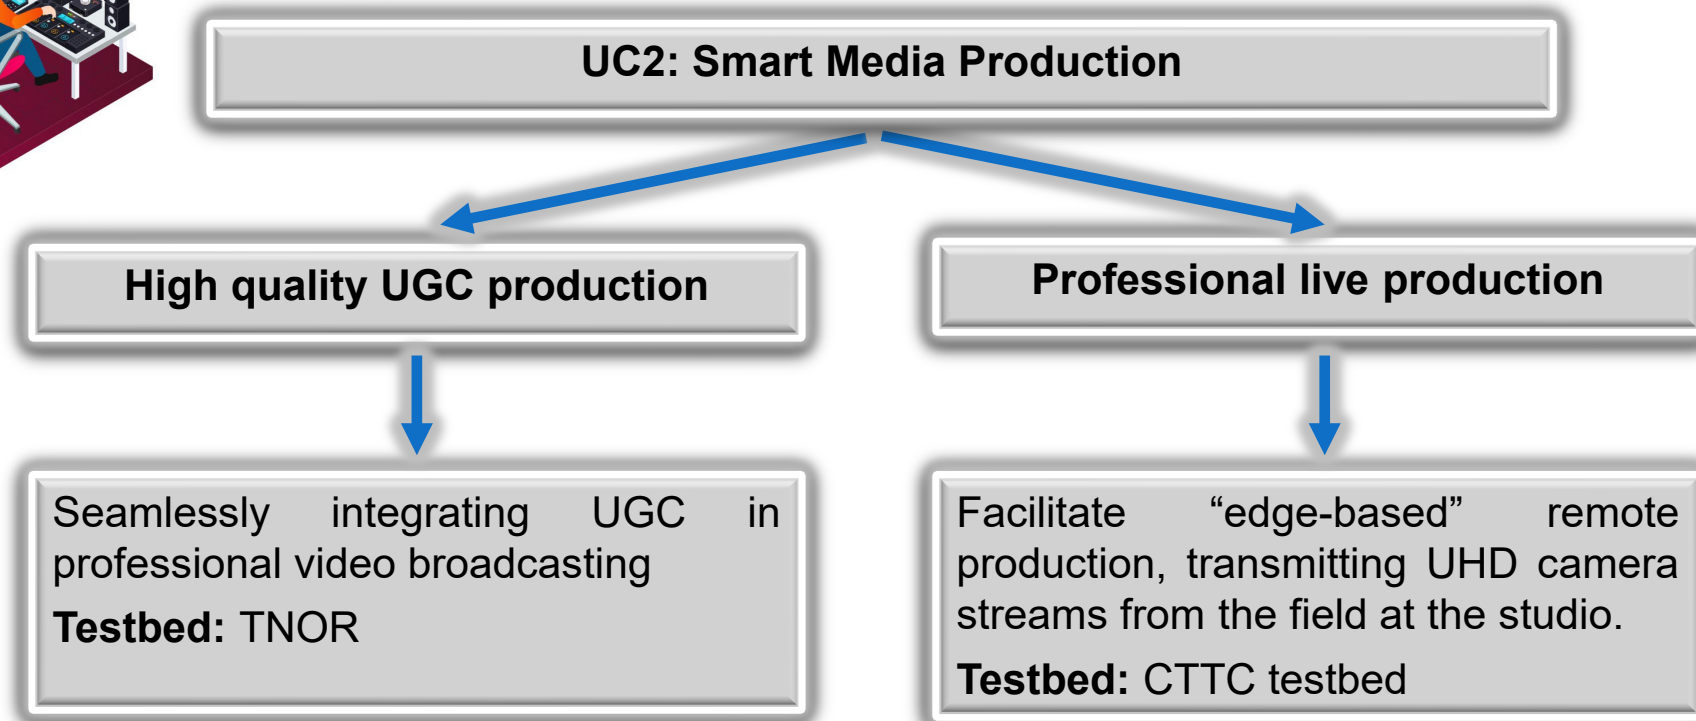 UC2: Smart Media Production
High quality UGC production
Professional live production
Seamlessly integrating UGC in
professional video broadcasting
Testbed: TNOR
Facilitate “edge-based” remote
production, transmitting UHD camera
streams from the field at the studio.
Testbed: CTTC testbed